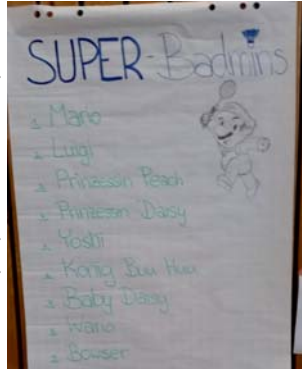 SUPER-Badmins
Mario
Luigi
Prinzessin Peach
Prinzessin Daisy
Yoshi
König Buu Huu
Baby Daisy
Wario
Bowser